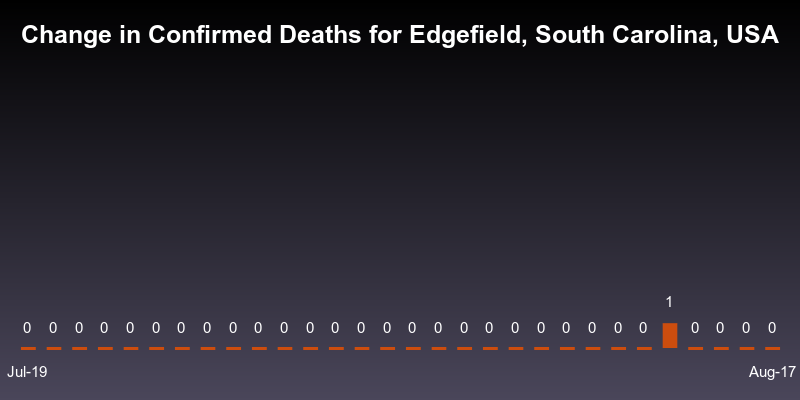 Change in Confirmed Deaths for Edgefield, South Carolina, USA
1
0 0 0 0 0 0 0 0 0 0 0 0 0 0 0 0 0 0 0 0 0 0 0 0 0 0 0 0 0
Jul-19 Aug-17